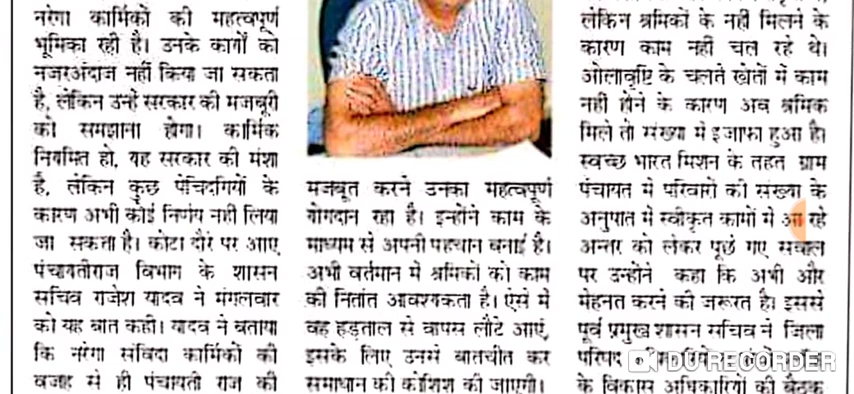 नरेगा कार्मिकों की महत्वपूर्ण
भूमिका रही है। उनके कार्यो को
नजरअंदाज नहीं किया जा सकता
है, लेकिन उन्हें सरकार की मजबूरी
को समझाना होगा। कार्मिक
नियमित हो, यह सरकार की मंशा
है, लेकिन कुछ पेचिदगियों के
कारण अभी कोई निर्णय नहीं लिया
जा सकता है। कोटा दौरे पर आए
पंचायतीराज विभाग के शासन
सचिव राजेश यादव ने मंगलवार
को यह बात कही। यादव ने बताया
कि नरेगा संविदा कार्मिकों की
वजह से ही पंचायती राज की
मजबूत करने उनका महत्वपूर्ण
योगदान रहा है। इन्होंने काम के
माध्यम से अपनी पहचान बनाई है।
अभी वर्तमान में श्रमिकों को काम
की नितांत आवश्यकता है। ऐसे में
वह हड़ताल से वापस लौटे आएं,
इसके लिए उनसे बातचीत कर
समाधान की कोशिश की जाएगी।
लेकिन श्रमिकों के नहीं मिलने के
कारण काम नहीं चल रहे थे।
ओलावृष्टि के चलते खेतों में काम
नहीं होने के कारण अब श्रमिक
मिले तो संख्या में इजाफा हुआ है।
स्वच्छ भारत मिशन के तहत ग्राम
पंचायत में परिवारों की संख्या के
अनुपात में स्वीकृत कामों में आ रहे
अन्तर को लेकर पूछे गए सवाल
पर उन्होंने कहा कि अभी और
मेहनत करने की जरूरत है। इससे
पूर्व प्रमुख शासन सचिव ने जिला
परिषद
DU RECORDER
के विकास अधिकारियों की बैठक